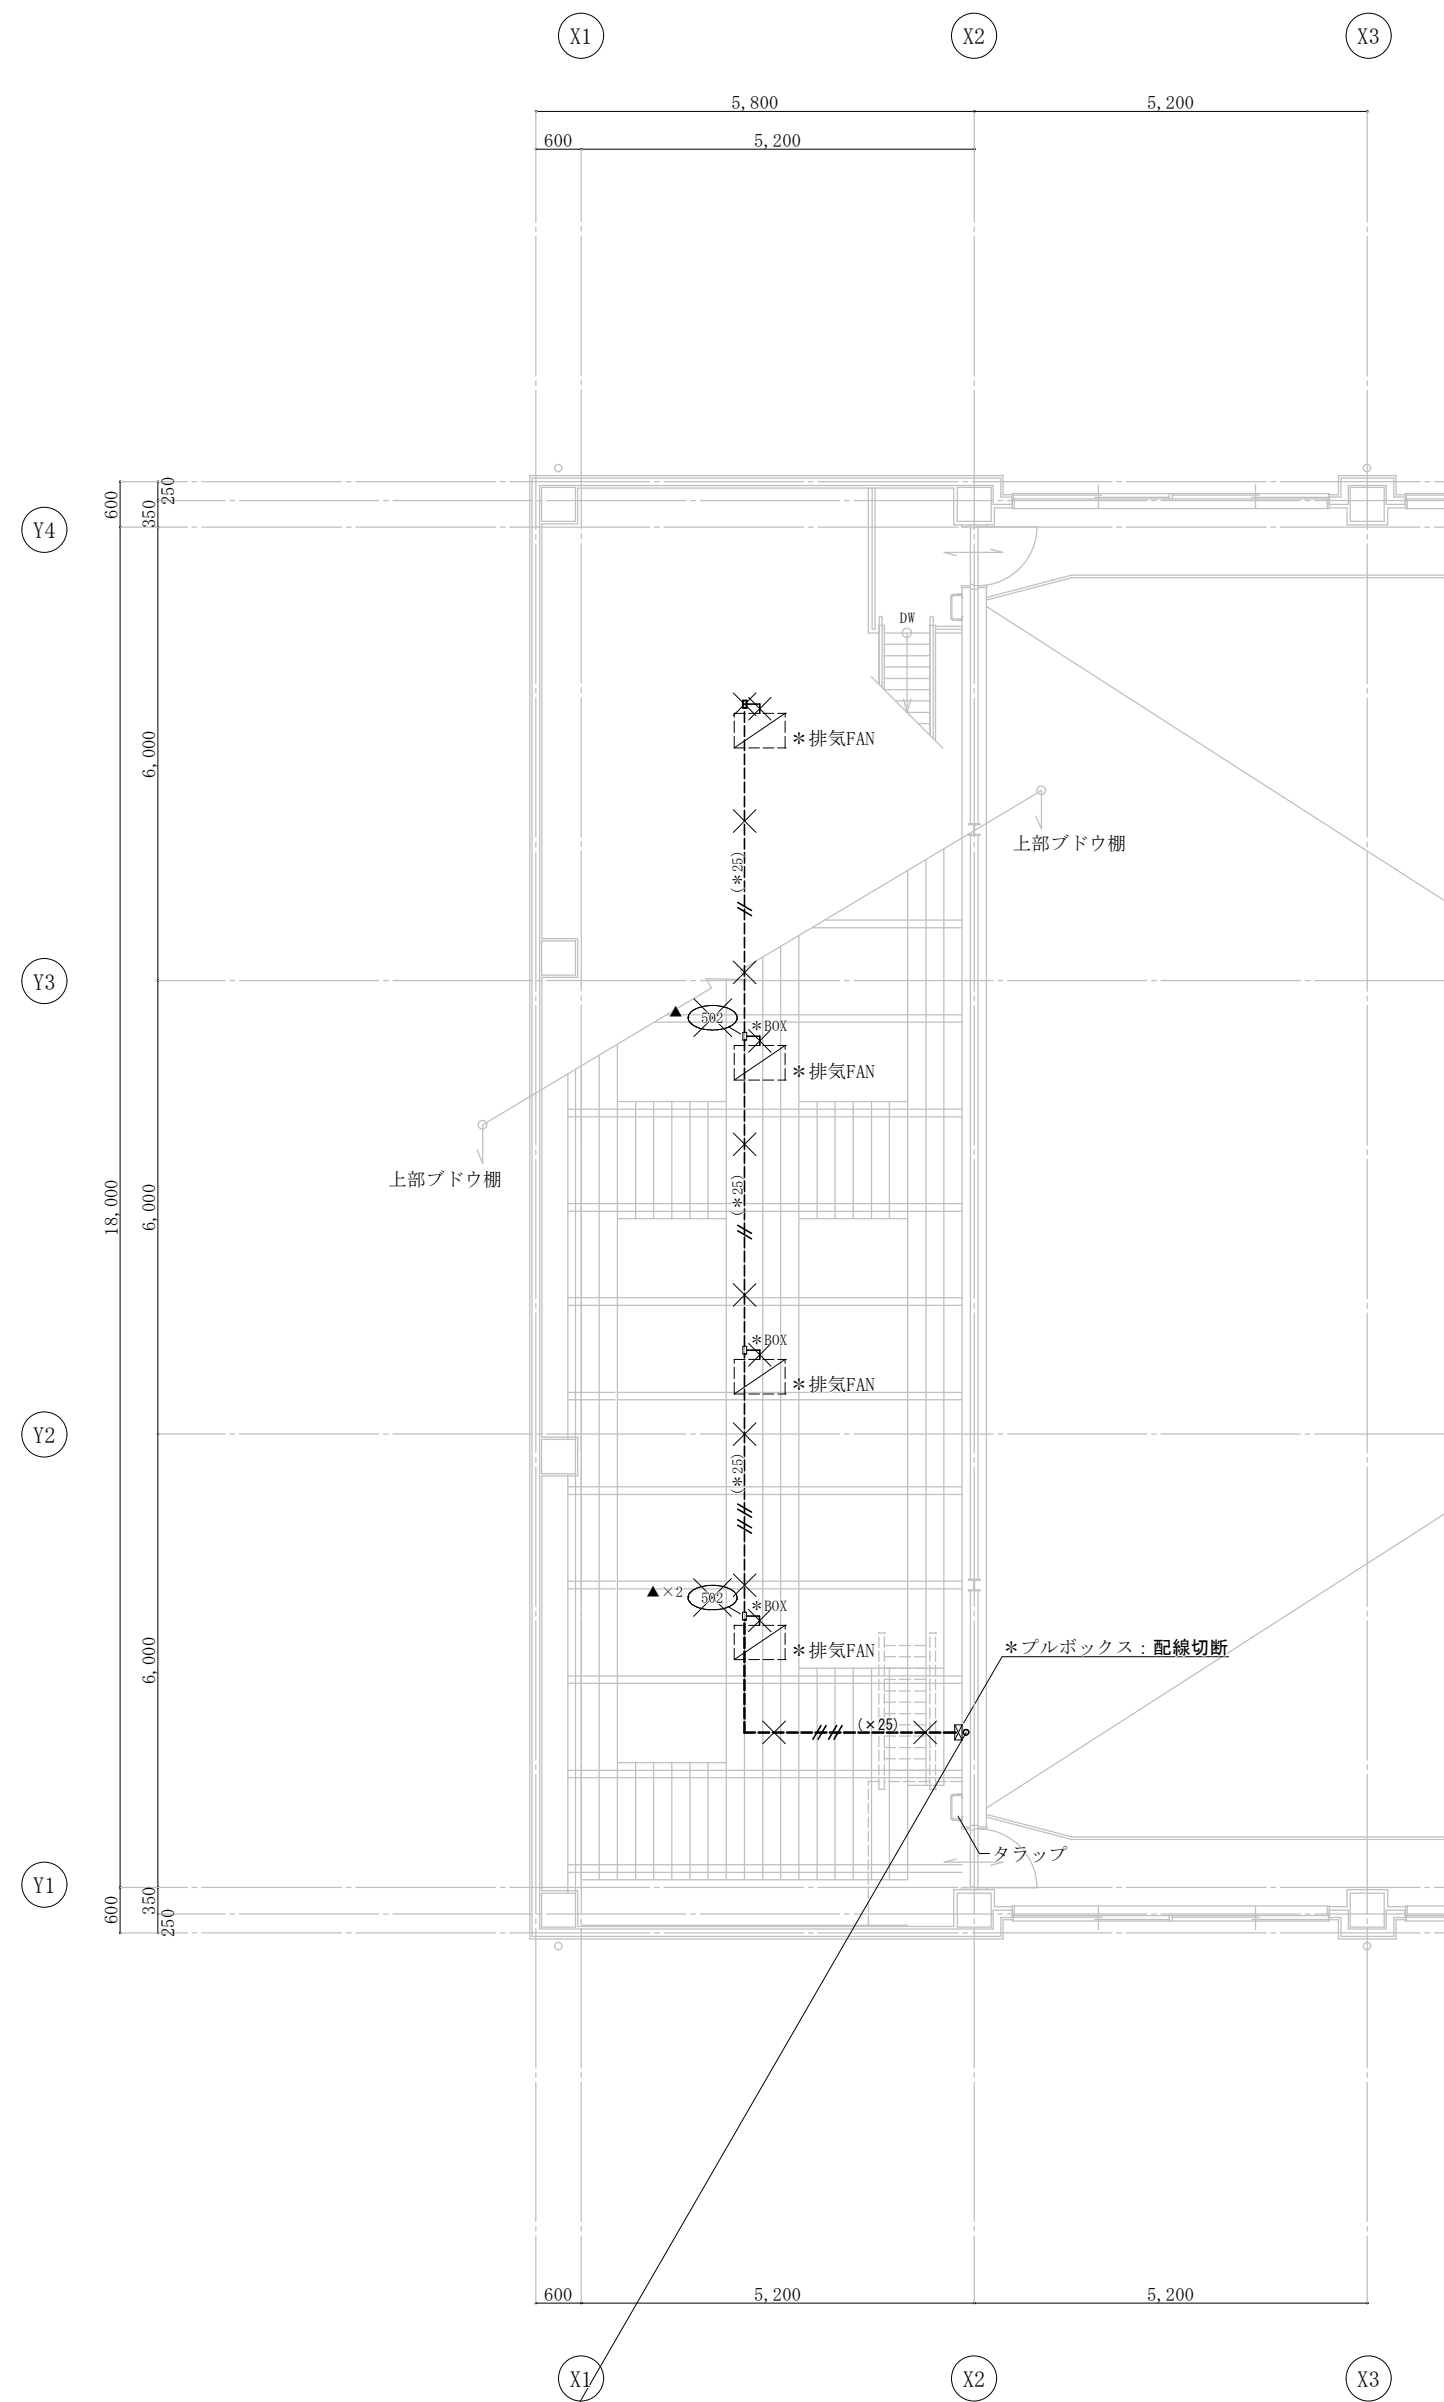 X1
X2
X3
5,800
5,200
600
5,200
600
350
250
Y4
DW
6,000
＊排気FAN
上部ブドウ棚
(＊25)
Y3
▲
502
＊BOX
＊排気FAN
上部ブドウ棚
18,000
6,000
(＊25)
＊BOX
＊排気FAN
Y2
(＊25)
▲×2
502
＊BOX
＊排気FAN
6,000
＊プルボックス：配線切断
(×25)
タラップ
Y1
600
350
250
600
5,200
5,200
X1
X2
X3